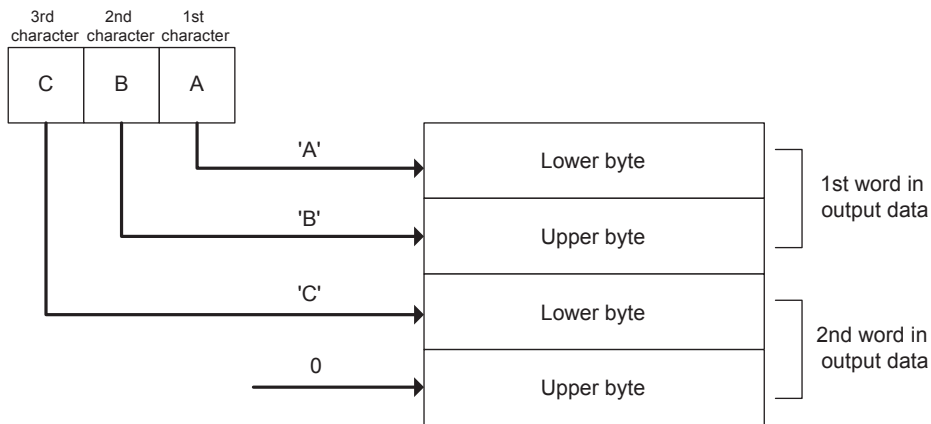 3rd character
2nd character
1st character
C B A
'A'
Lower byte
1st word in
output data
'B'
Upper byte
'C'
Lower byte
2nd word in
output data
0
Upper byte